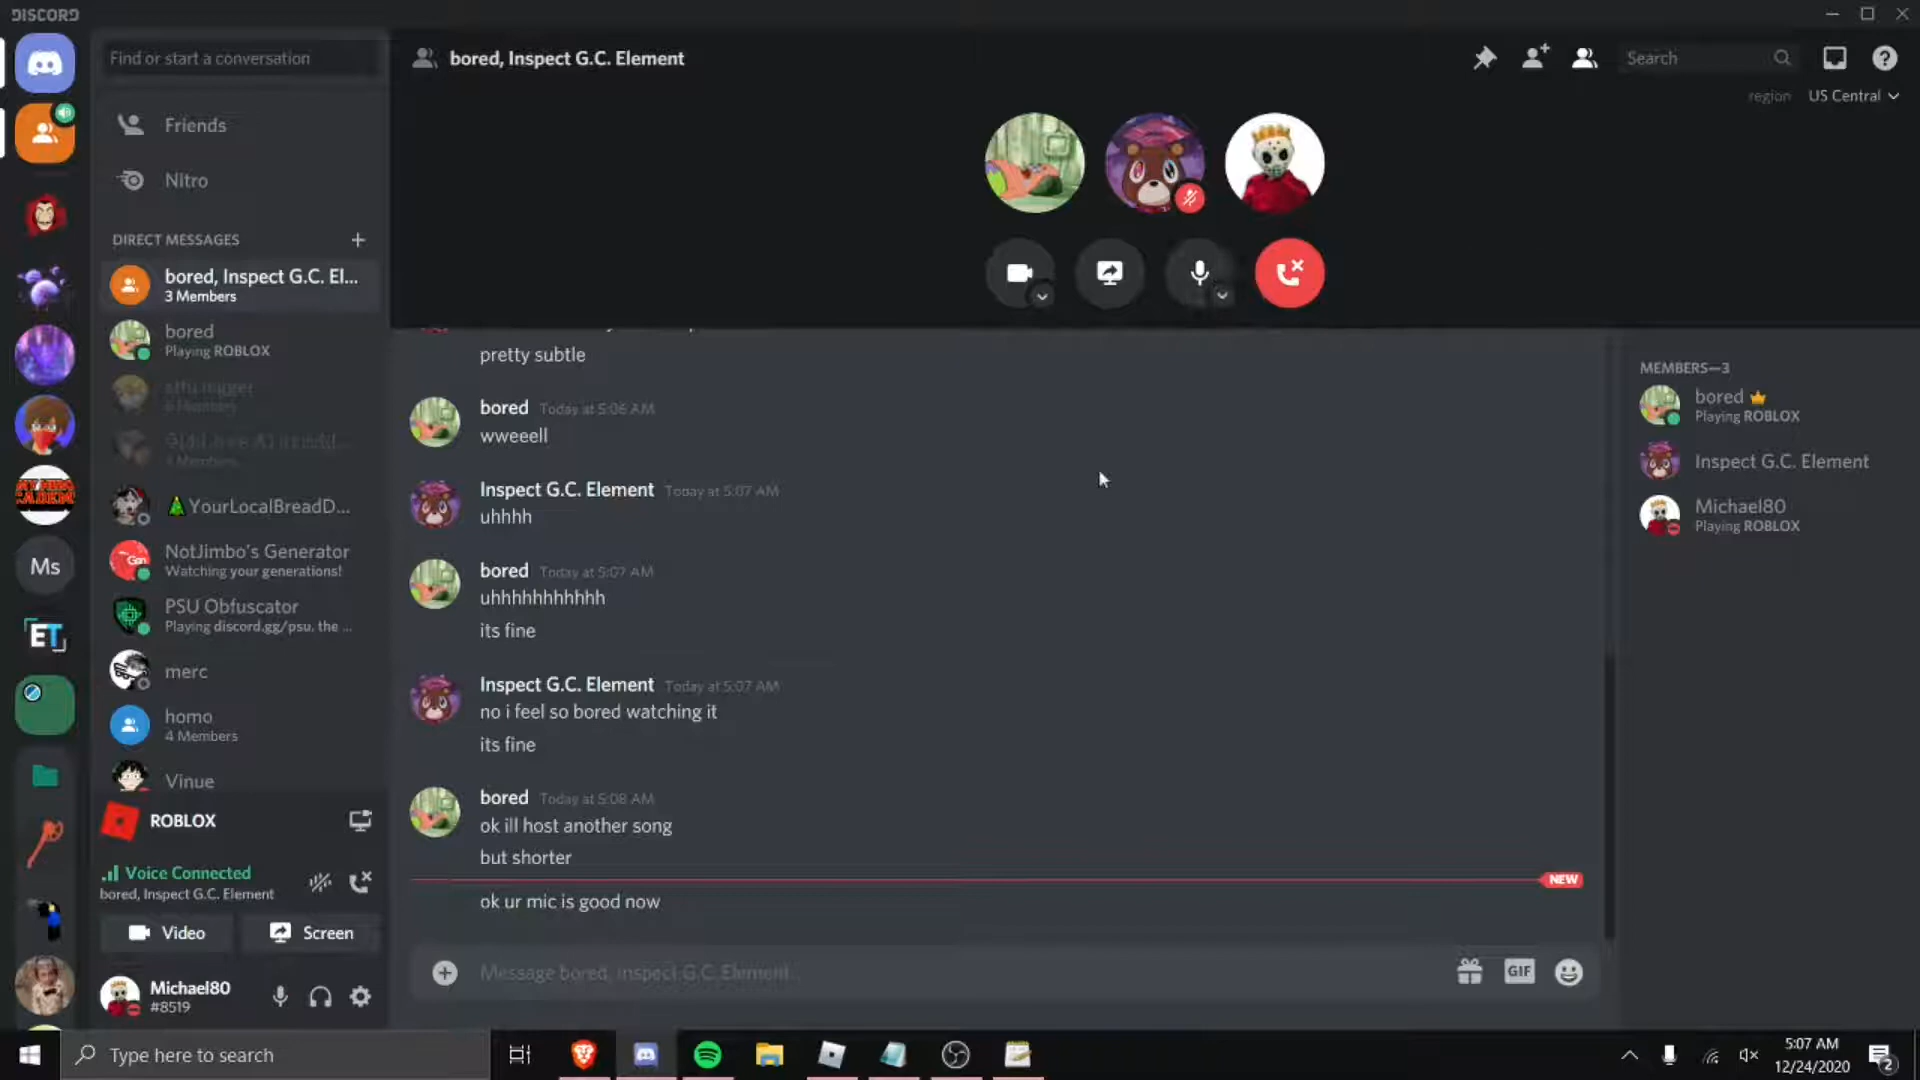 DISCORD
Find or start a conversation
bored, Inspect G.C. Element
Search
region US Central
Friends
Nitro
DIRECT MESSAGES
bored, Inspect G.C. El...
3 Members
bored
Playing ROBLOX
Members
YourLocalBreadD...
NotJimbo's Generator
Watching your generations!
PSU Obfuscator
Playing discord.gg/psu. the ...
merc
homo
4 Members
Vinue
Ms
ET
Gen
ROBLOX
Voice Connected
bored, Inspect G.C. Element
Video
Screen
Michael80
#8519
pretty subtle
bored Today at 5:06 AM
wweeell
Inspect G.C. Element Today at 5:07 AM
uhhhh
bored Today at 5:07 AM
uhhhhhhhhhhh
its fine
Inspect G.C. Element Today at 5:07 AM
no i feel so bored watching it
its fine
bored Today at 5:08 AM
ok ill host another song
but shorter
NEW
ok ur mic is good now
Message bored, Inspect G.C. Element
GIF
MEMBERS—3
bored
Playing ROBLOX
Inspect G.C. Element
Michael80
Playing ROBLOX
Type here to search
5:07 AM
12/24/2020
2